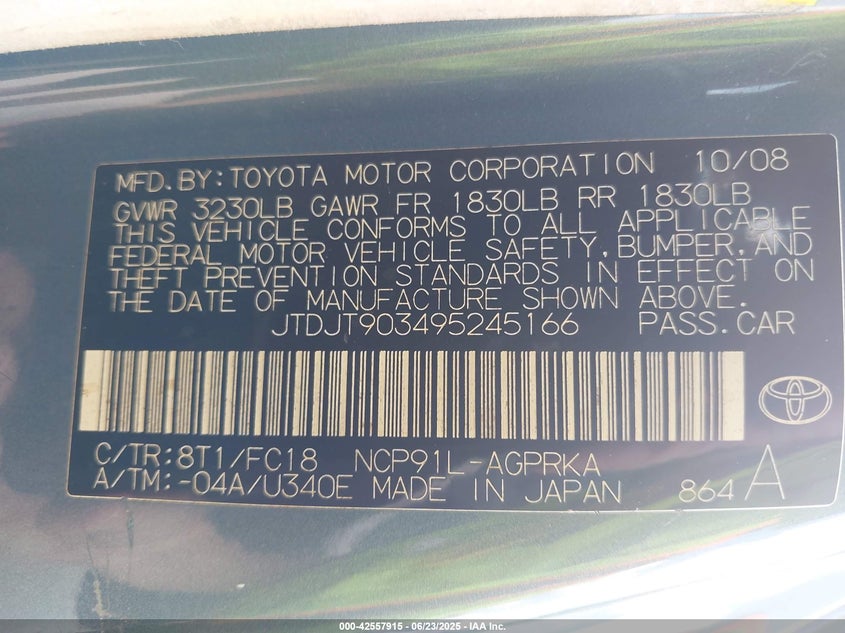 MFD.BY:TOYOTA MOTOR CORPORATION 10/08
GVWR 3230LB GAWR FR 1830LB RR 1830LB
THIS VEHICLE CONFORMS TO ALL APPLICABLE
FEDERAL MOTOR VEHICLE SAFETY,BUMPER,AND
THEFT PREVENTION STANDARDS IN EFFECT ON
THE DATE OF MANUFACTURE SHOWN ABOVE.
JTDJT903495245166 PASS.CAR
C/TR:8T1/FC18 NCP91L-AGPRKA
A/TM:-04A/U340E MADE IN JAPAN 864 A
000-42557915 - 06/23/2025 - IAA Inc.